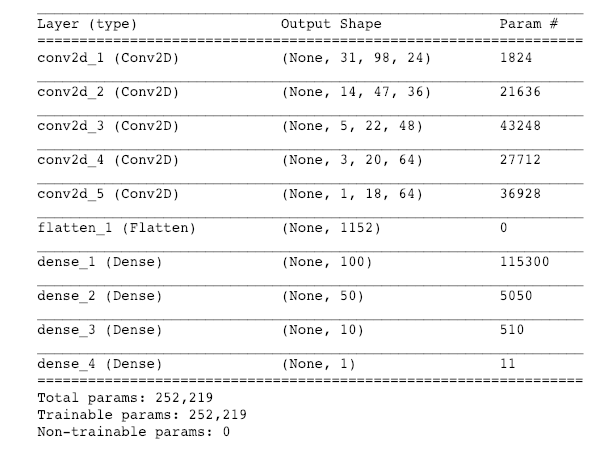 Layer (type) Output Shape Param #
conv2d_1 (Conv2D) (None, 31, 98, 24) 1824
conv2d_2 (Conv2D) (None, 14, 47, 36) 21636
conv2d_3 (Conv2D) (None, 5, 22, 48) 43248
conv2d_4 (Conv2D) (None, 3, 20, 64) 27712
conv2d_5 (Conv2D) (None, 1, 18, 64) 36928
flatten_1 (Flatten) (None, 1152) 0
dense_1 (Dense) (None, 100) 115300
dense_2 (Dense) (None, 50) 5050
dense_3 (Dense) (None, 10) 510
dense_4 (Dense) (None, 1) 11
Total params: 252,219
Trainable params: 252,219
Non-trainable params: 0